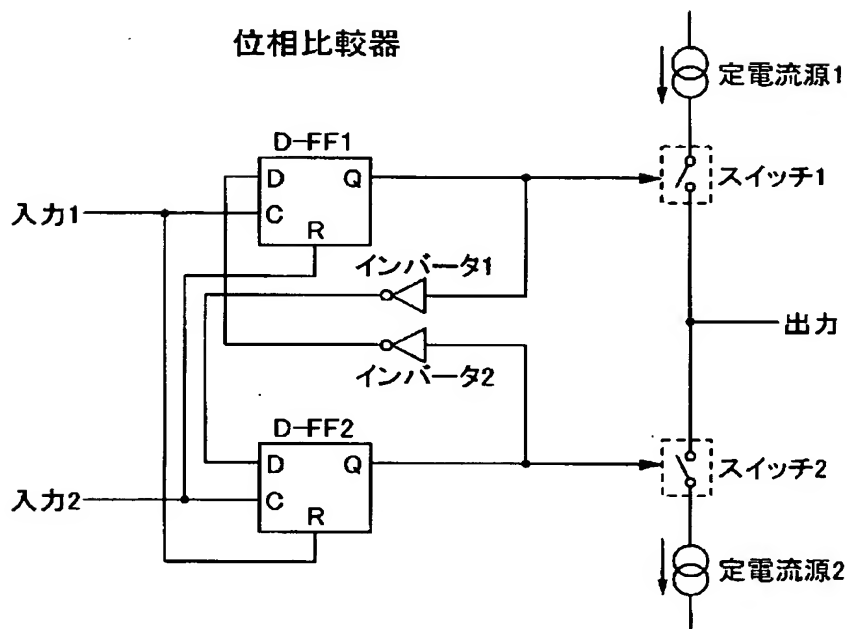 位相比較器
定電流源1
D-FF1
D
Q
スイッチ1
入力1
C
R
インバータ1
出力
インバータ2
D-FF2
D
Q
スイッチ2
入力2
C
R
定電流源2